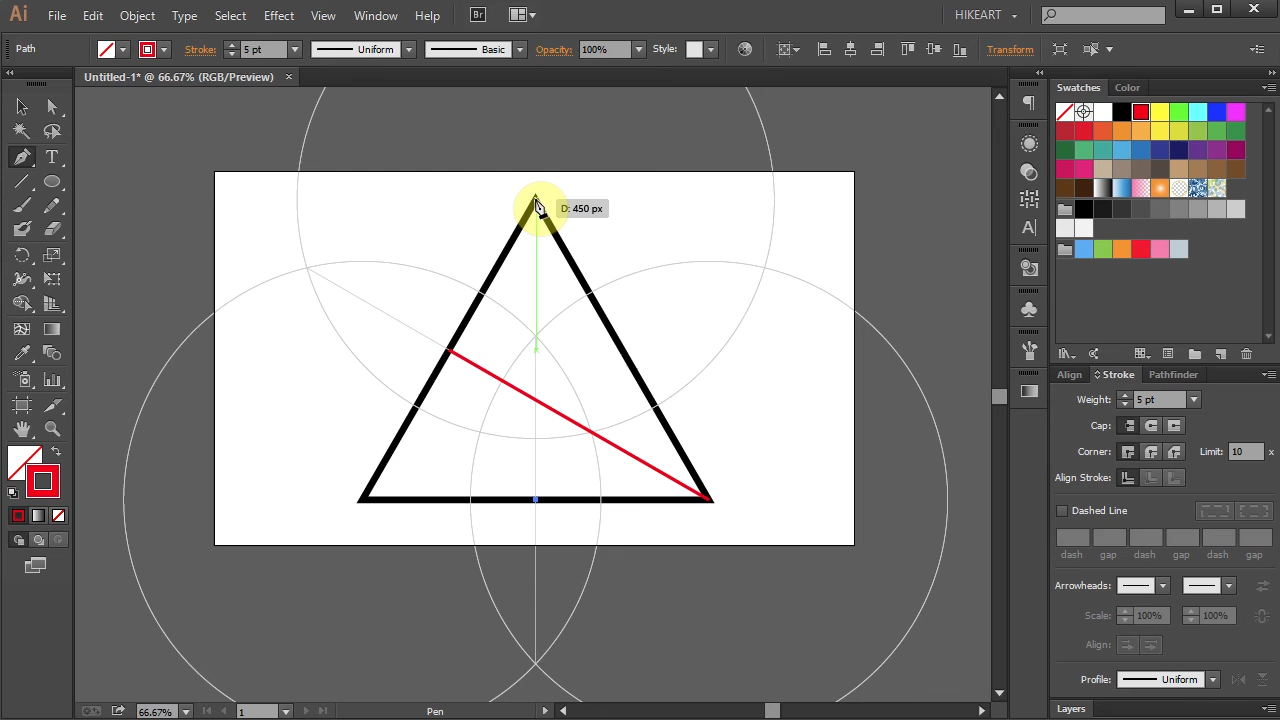 Ai File Edit Object Type Select Effect View Window Help Br HIKEART
Path Stroke: 5 pt Uniform Basic Opacity: 100% Style: Transform
Untitled-1* @ 66.67% (RGB/Preview)
Swatches Color
D: 450 px
Align Stroke Pathfinder
Weight: 5 pt
Cap:
Corner: Limit: 10 x
Align Stroke:
Dashed Line
dash gap dash gap dash gap
Arrowheads:
Scale: 100% 100%
Align:
Profile: Uniform
Layers
66.67% 1 Pen